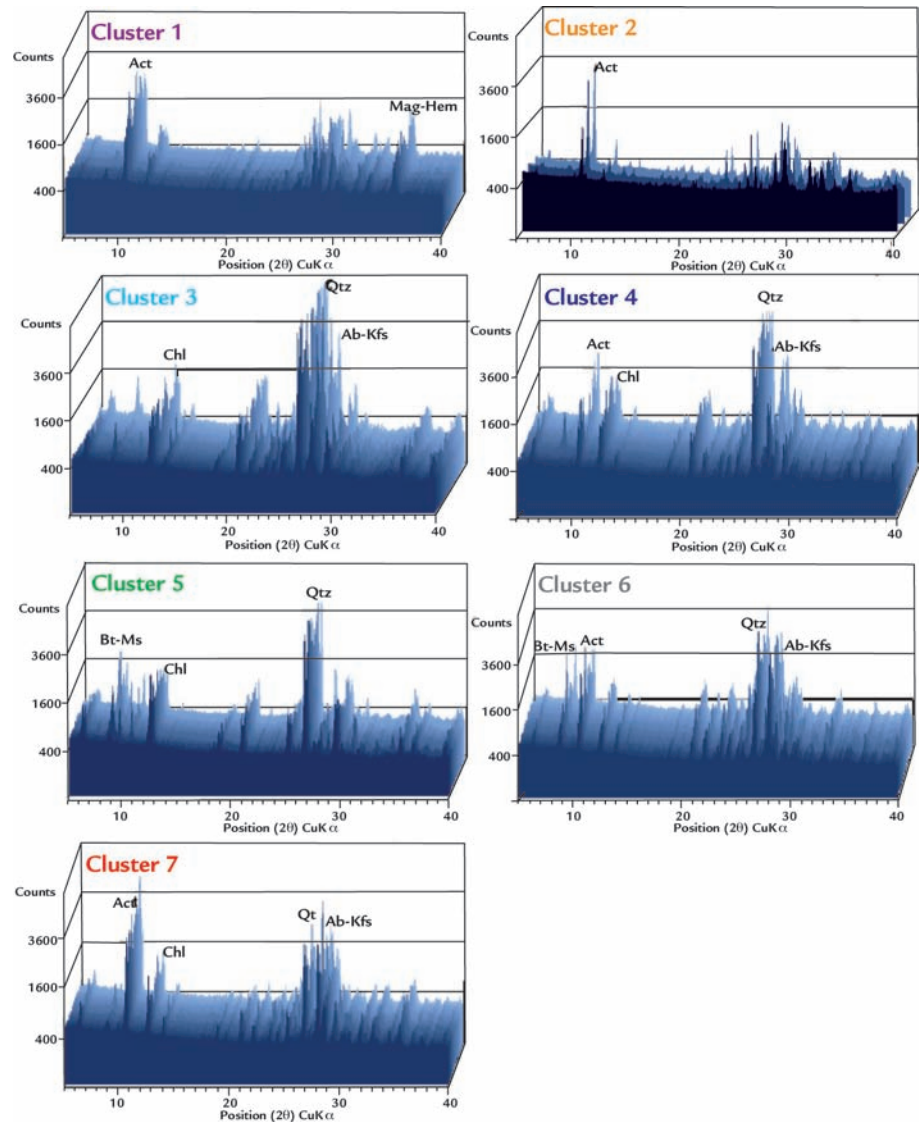 Cluster 1
Counts
Act
Mag-Hem
3600
1600
400
10 20 30 40
Position (2θ) CuKα
Cluster 2
Counts
Act
3600
1600
400
10 20 30 40
Position (2θ) CuKα
Cluster 3
Counts
Qtz
Ab-Kfs
Chl
3600
1600
400
10 20 30 40
Position (2θ) CuKα
Cluster 4
Counts
Qtz
Act
Ab-Kfs
Chl
3600
1600
400
10 20 30 40
Position (2θ) CuKα
Cluster 5
Counts
Qtz
Bt-Ms
Chl
3600
1600
400
10 20 30 40
Position (2θ) CuKα
Cluster 6
Counts
Qtz
Bt-Ms Act
Ab-Kfs
3600
1600
400
10 20 30 40
Position (2θ) CuKα
Cluster 7
Counts
Act
Qt Ab-Kfs
Chl
3600
1600
400
10 20 30 40
Position (2θ) CuKα